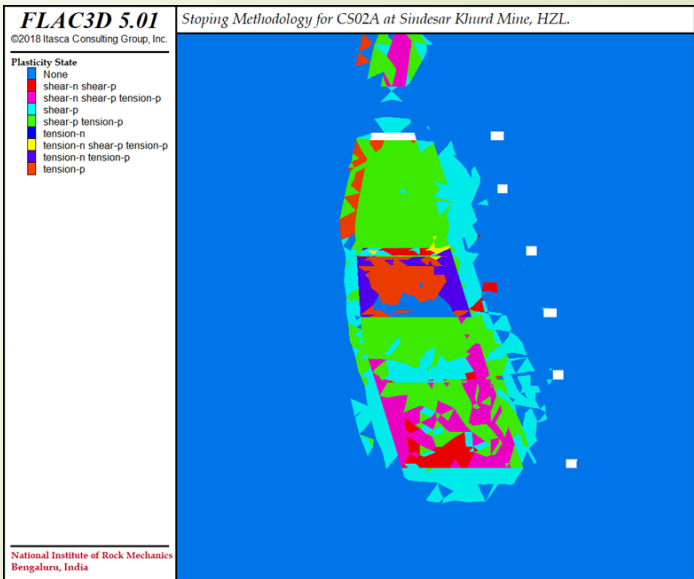 FLAC3D 5.01
©2018 Itasca Consulting Group, Inc.
Stoping Methodology for CS02A at Sindesar Khurd Mine, HZL.
Plasticity State
None
shear-n shear-p
shear-n shear-p tension-p
shear-p
shear-p tension-p
tension-n
tension-n shear-p tension-p
tension-n tension-p
tension-p
National Institute of Rock Mechanics
Bengaluru, India